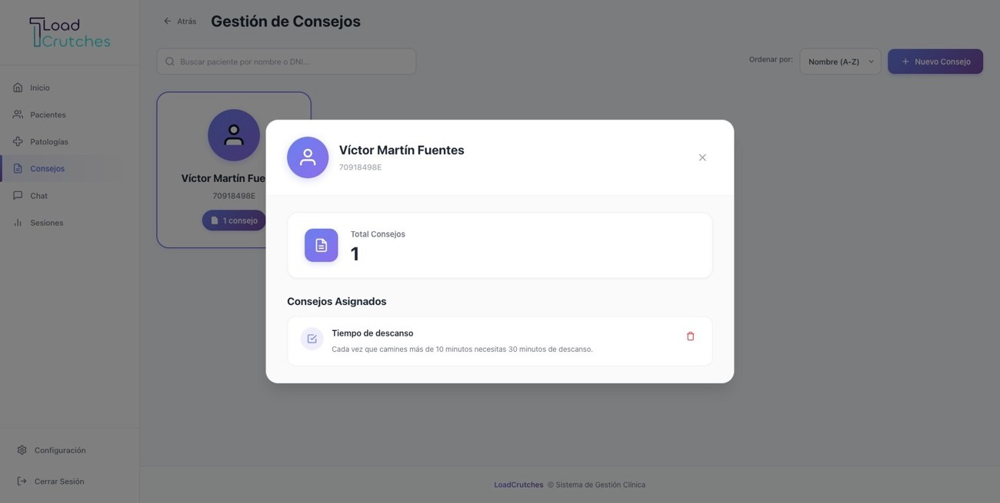 Load
Crutches
Inicio
Pacientes
Patologías
Consejos
Chat
Sesiones
Configuración
Cerrar Sesión
Atrás
Gestión de Consejos
Buscar paciente por nombre o DNI...
Ordenar por:
Nombre (A-Z)
Nuevo Consejo
Víctor Martín Fue
70918498E
1 consejo
Víctor Martín Fuentes
70918498E
Total Consejos
1
Consejos Asignados
Tiempo de descanso
Cada vez que camines más de 10 minutos necesitas 30 minutos de descanso.
LoadCrutches © Sistema de Gestión Clínica